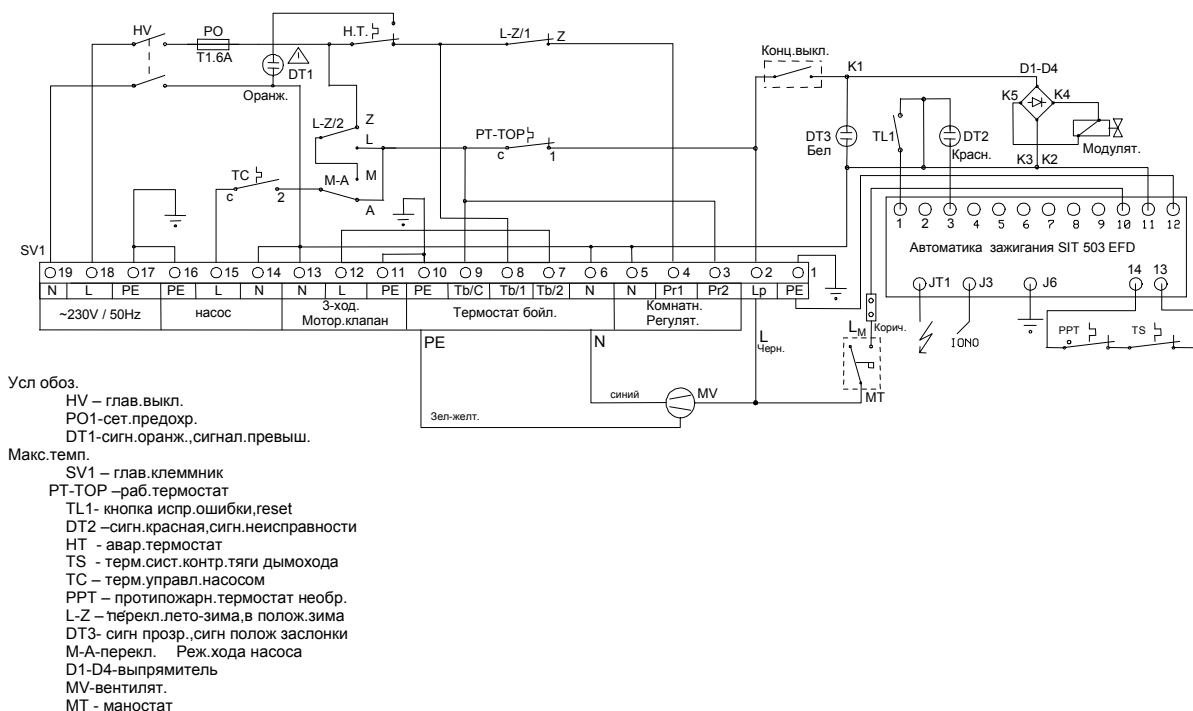 HV
PO
T1.6A
DT1
Оранж.
Н.Т.
L-Z/1
Z
Конц.выкл.
K1
D1-D4
K5
K4
L-Z/2
Z
L
PT-TOP
c
1
DT3
Бел
TL1
DT2
Красн.
Модулят.
K3
K2
TC
c
2
M-A
M
A
SV1
19 18 17 16 15 14 13 12 11 10 9 8 7 6 5 4 3 2 1
N L PE PE L N N L PE PE Tb/C Tb/1 Tb/2 N N Pr1 Pr2 Lp PE
~230V / 50Hz
насос
3-ход.
Мотор.клапан
Термостат бойл.
Комнатн.
Регулят.
1 2 3 4 5 6 7 8 9 10 11 12
Автоматика зажигания SIT 503 EFD
JT1
J3
J6
14
13
IONO
PPT
TS
PE
N
L
Черн.
LM
Корич.
синий
MV
MT
Зел-желт.
Усл обоз.
HV – глав.выкл.
PO1-сет.предохр.
DT1-сигн.оранж.,сигнал.превыш.
Макс.темп.
SV1 – глав.клеммник
PT-TOP –раб.термостат
TL1- кнопка испр.ошибки,reset
DT2 –сигн.красная,сигн.неисправности
HT - авар.термостат
TS - терм.сист.контр.тяги дымохода
TC – терм.управл.насосом
PPT – протипожарн.термостат необр.
L-Z – перекл.лето-зима,в полож.зима
DT3- сигн прозр.,сигн полож заслонки
M-A-перекл. Реж.хода насоса
D1-D4-выпрямитель
MV-вентилят.
MT - маностат